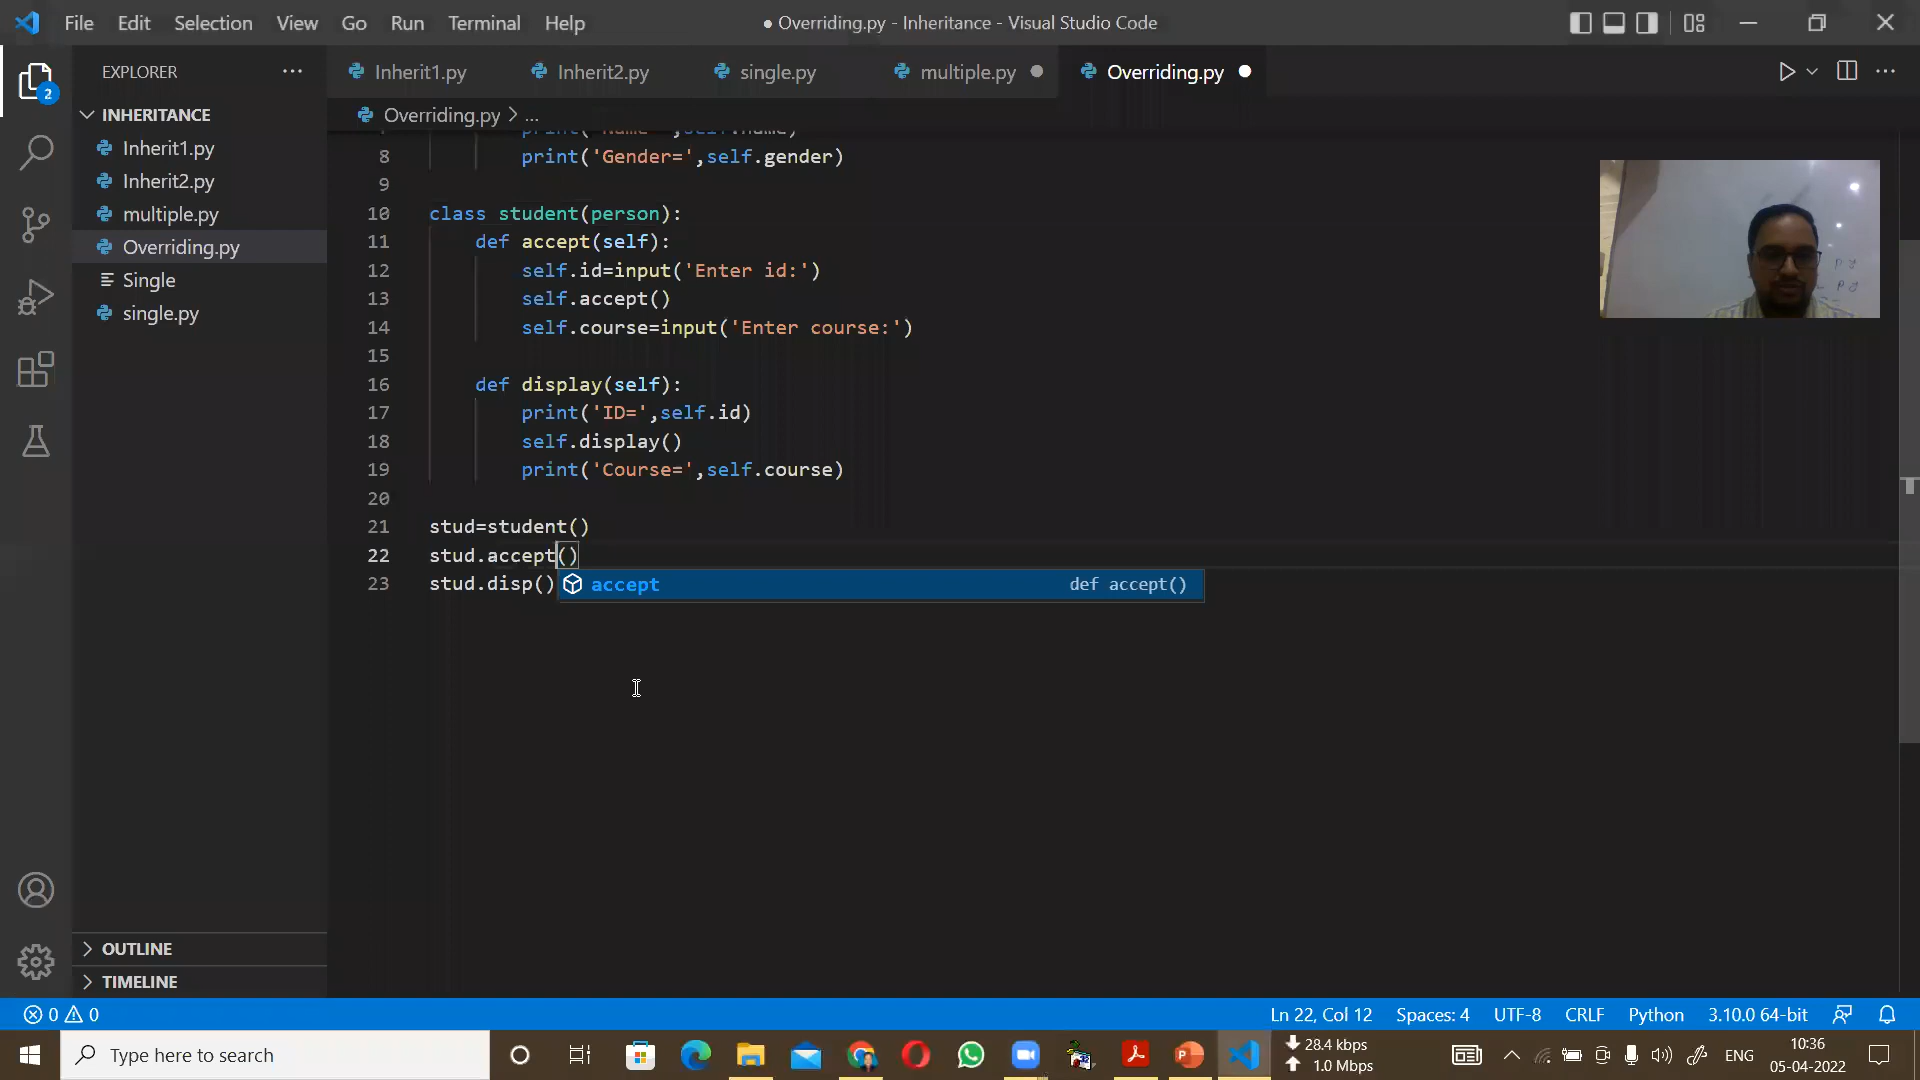 File Edit Selection View Go Run Terminal Help
● Overriding.py - Inheritance - Visual Studio Code
EXPLORER
Inherit1.py Inherit2.py single.py multiple.py Overriding.py
2
INHERITANCE
Inherit1.py
Inherit2.py
multiple.py
Overriding.py
Single
single.py
OUTLINE
TIMELINE
Overriding.py > ...
8 print('Gender=',self.gender)
9
10 class student(person):
11 def accept(self):
12 self.id=input('Enter id:')
13 self.accept()
14 self.course=input('Enter course:')
15
16 def display(self):
17 print('ID=',self.id)
18 self.display()
19 print('Course=',self.course)
20
21 stud=student()
22 stud.accept()
23 stud.disp()
accept def accept()
0 0 Ln 22, Col 12 Spaces: 4 UTF-8 CRLF Python 3.10.0 64-bit
Type here to search
28.4 kbps
1.0 Mbps
ENG
10:36
05-04-2022